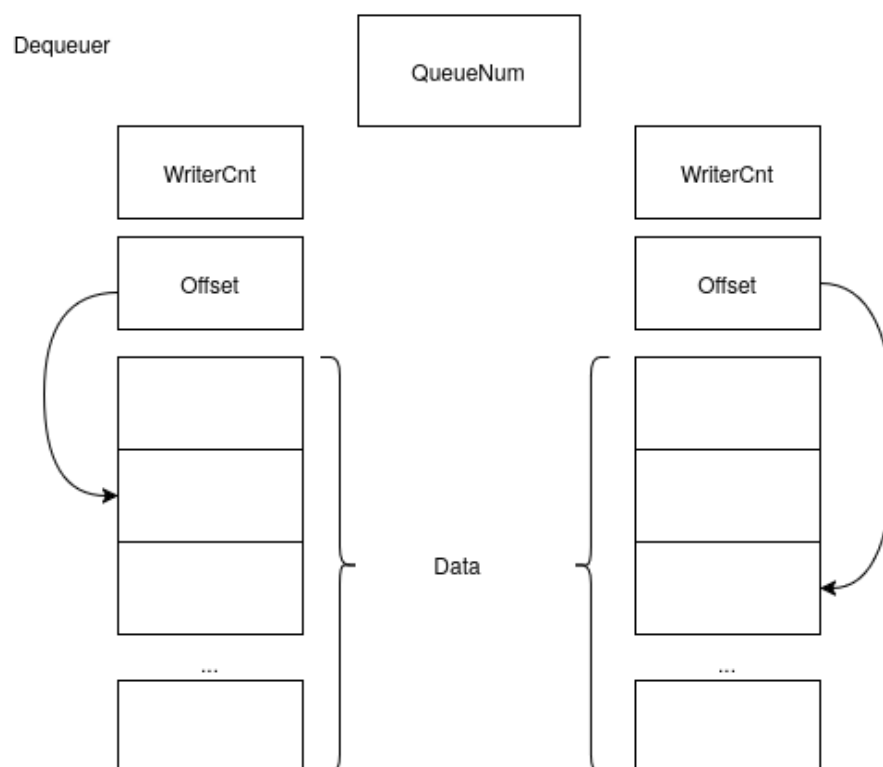 Dequeuer
QueueNum
WriterCnt
WriterCnt
Offset
Offset
Data
...
...